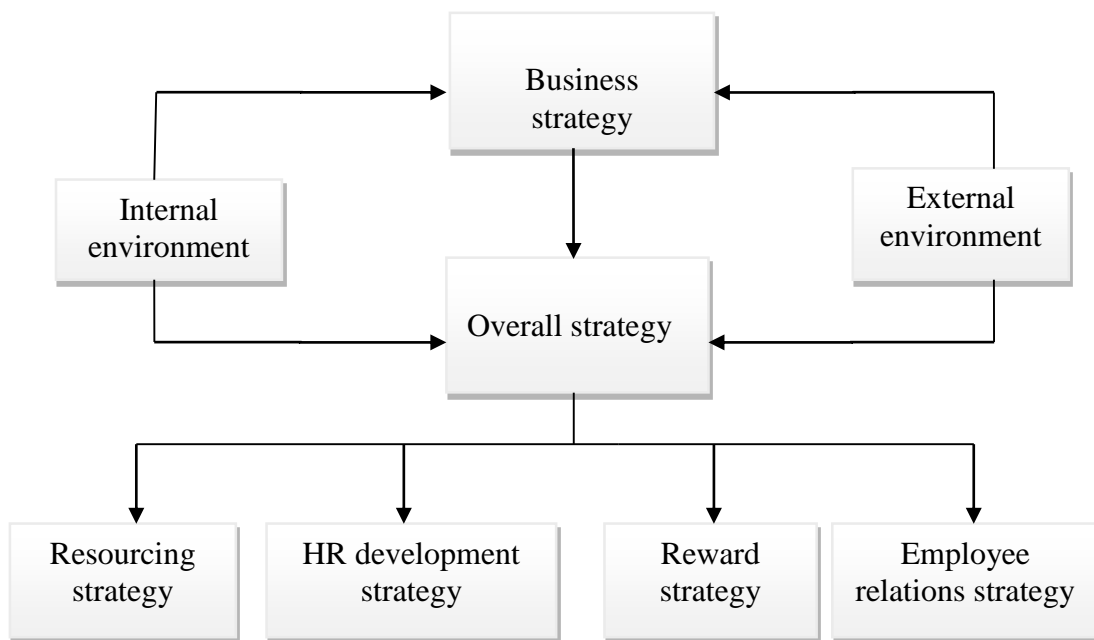 Business
strategy
Internal
environment
External
environment
Overall strategy
Resourcing
strategy
HR development
strategy
Reward
strategy
Employee
relations strategy